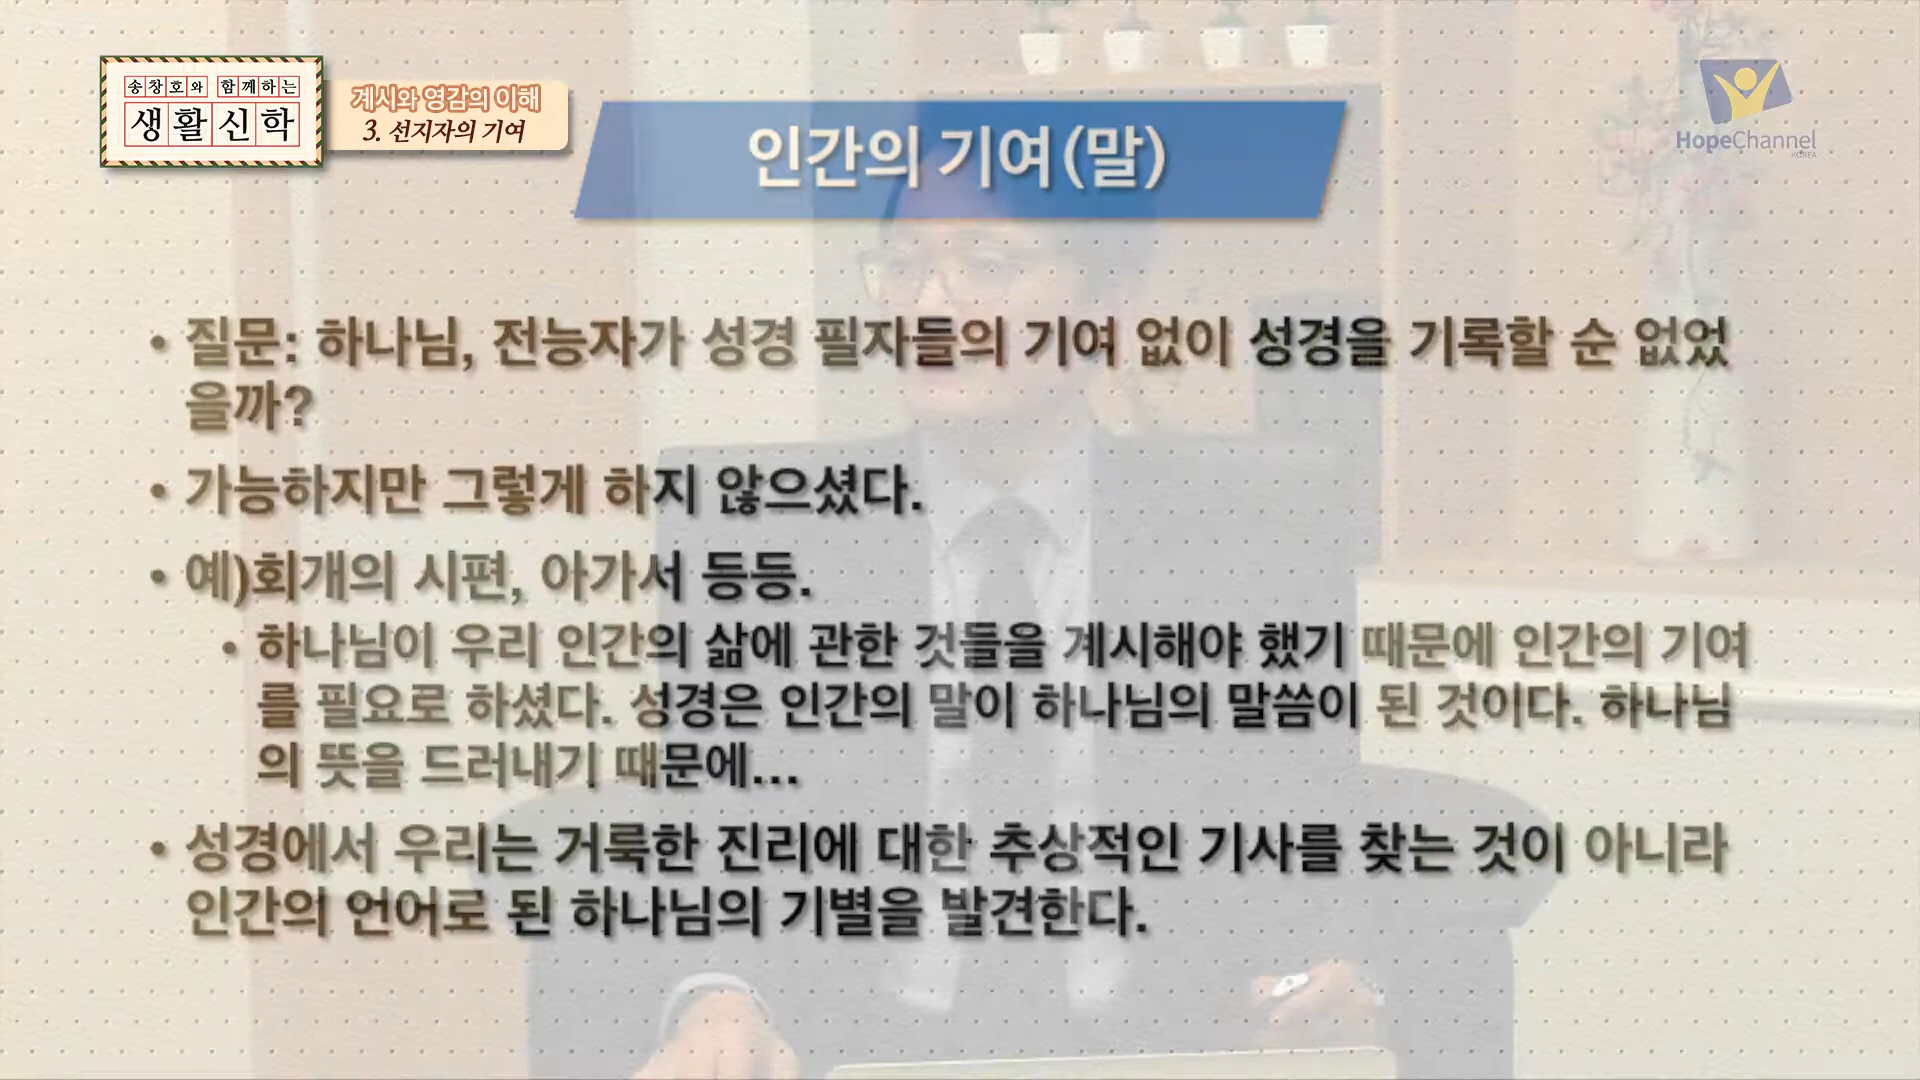 송창호와 함께하는
생활신학
계시와 영감의 이해
3. 선지자의 기여
HopeChannel
KOREA
인간의 기여(말)
• 질문: 하나님, 전능자가 성경 필자들의 기여 없이 성경을 기록할 순 없었
을까?
• 가능하지만 그렇게 하지 않으셨다.
• 예)회개의 시편, 아가서 등등.
• 하나님이 우리 인간의 삶에 관한 것들을 계시해야 했기 때문에 인간의 기여
를 필요로 하셨다. 성경은 인간의 말이 하나님의 말씀이 된 것이다. 하나님
의 뜻을 드러내기 때문에...
• 성경에서 우리는 거룩한 진리에 대한 추상적인 기사를 찾는 것이 아니라
인간의 언어로 된 하나님의 기별을 발견한다.